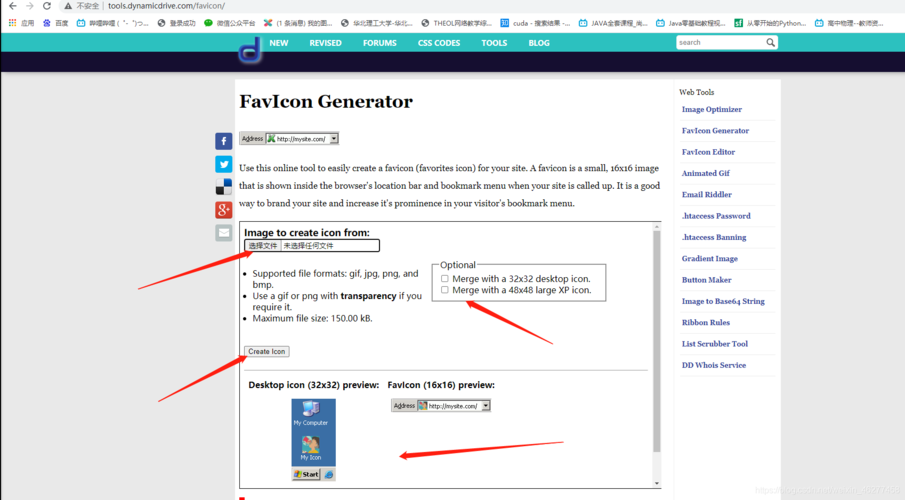 不安全 | tools.dynamicdrive.com/favicon/
应用 百度 哔哩哔哩 ( ゜- ゜)つ... 登录成功 微信公众平台 (1 条消息) 我的图... 华北理工大学-华北... THEOL网络教学综... cuda - 搜索结果 -... JAVA全套课程_尚... Java零基础教程视... 从零开始的Python... 高中物理--教师资...
NEW REVISED FORUMS CSS CODES TOOLS BLOG search
FavIcon Generator
Address http://mysite.com/
Use this online tool to easily create a favicon (favorites icon) for your site. A favicon is a small, 16x16 image
that is shown inside the browser's location bar and bookmark menu when your site is called up. It is a good
way to brand your site and increase it's prominence in your visitor's bookmark menu.
Image to create icon from:
选择文件 未选择任何文件
Supported file formats: gif, jpg, png, and
bmp.
Use a gif or png with transparency if you
require it.
Maximum file size: 150.00 kB.
Optional
Merge with a 32x32 desktop icon.
Merge with a 48x48 large XP icon.
Create Icon
Desktop icon (32x32) preview: FavIcon (16x16) preview:
My Computer
My Icon
Start
Address http://mysite.com/
Web Tools
Image Optimizer
FavIcon Generator
FavIcon Editor
Animated Gif
Email Riddler
.htaccess Password
.htaccess Banning
Gradient Image
Button Maker
Image to Base64 String
Ribbon Rules
List Scrubber Tool
DD Whois Service